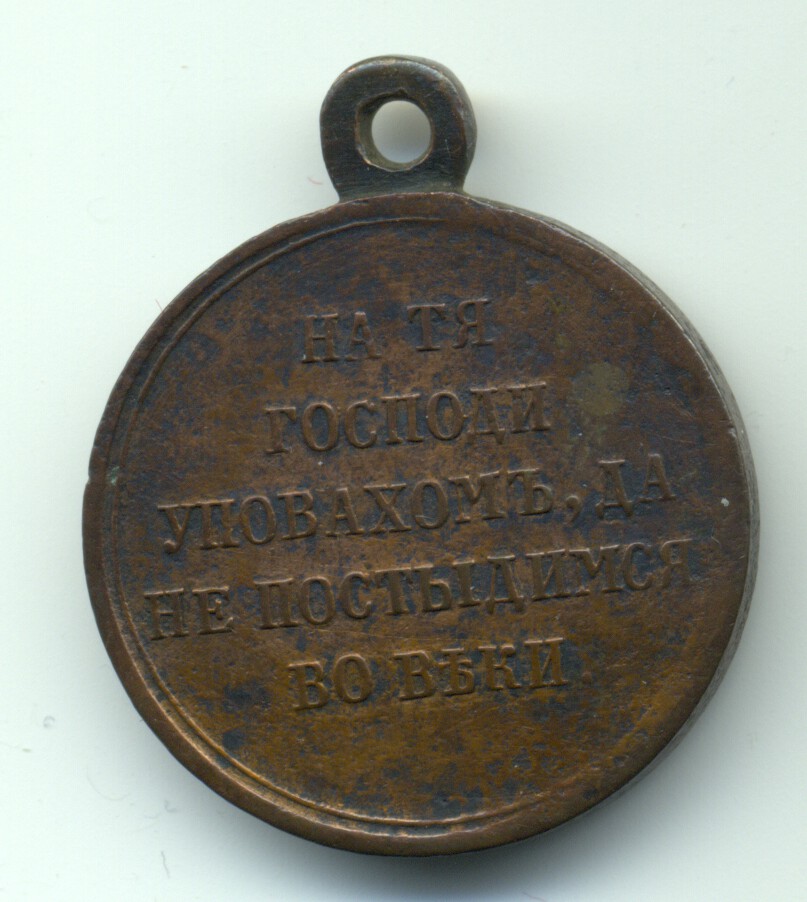 НА ТЯ
ГОСПОДИ
УПОВАХОМЪ, ДА
НЕ ПОСТЫДИМСЯ
ВО ВѢКИ.